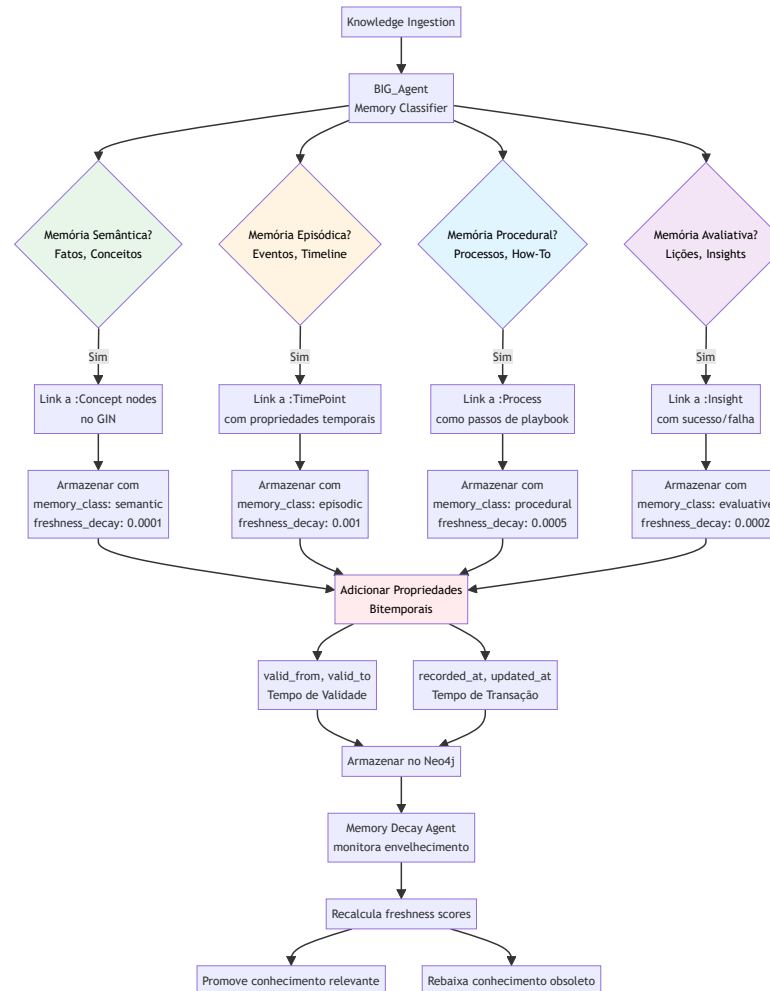 Knowledge Ingestion
BIG_Agent
Memory Classifier
Memória Semântica?
Fatos, Conceitos
Memória Episódica?
Eventos, Timeline
Memória Procedural?
Processos, How-To
Memória Avaliativa?
Lições, Insights
Sim
Sim
Sim
Sim
Link a :Concept nodes
no GIN
Link a :TimePoint
com propriedades temporais
Link a :Process
como passos de playbook
Link a :Insight
com sucesso/falha
Armazenar com
memory_class: semantic
freshness_decay: 0.0001
Armazenar com
memory_class: episodic
freshness_decay: 0.001
Armazenar com
memory_class: procedural
freshness_decay: 0.0005
Armazenar com
memory_class: evaluative
freshness_decay: 0.0002
Adicionar Propriedades
Bitemporais
valid_from, valid_to
Tempo de Validade
recorded_at, updated_at
Tempo de Transação
Armazenar no Neo4j
Memory Decay Agent
monitora envelhecimento
Recalcula freshness scores
Promove conhecimento relevante
Rebaixa conhecimento obsoleto